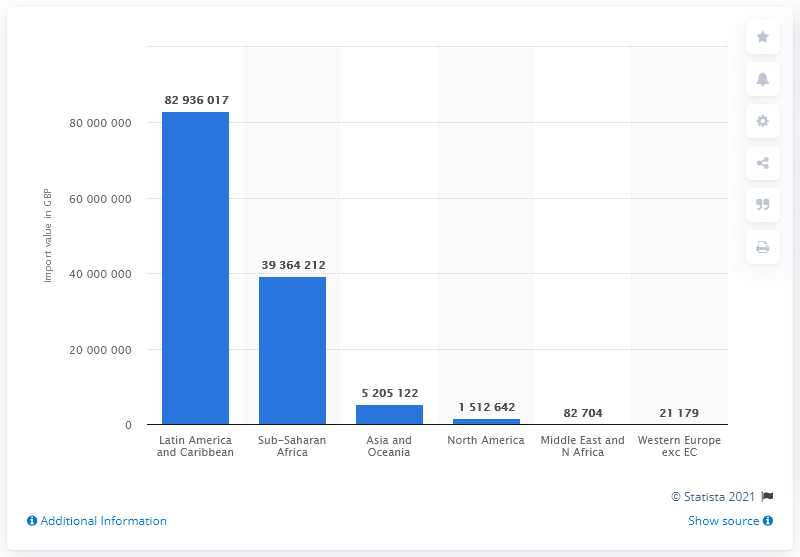 82 936 017
80 000 000
60 000 000
Import value in GBP
39 364 212
40 000 000
20 000 000
5 205 122
1 512 642
82 704
21 179
0
Latin America and Caribbean
Sub-Saharan Africa
Asia and Oceania
North America
Middle East and N Africa
Western Europe exc EC
© Statista 2021
Additional Information
Show source